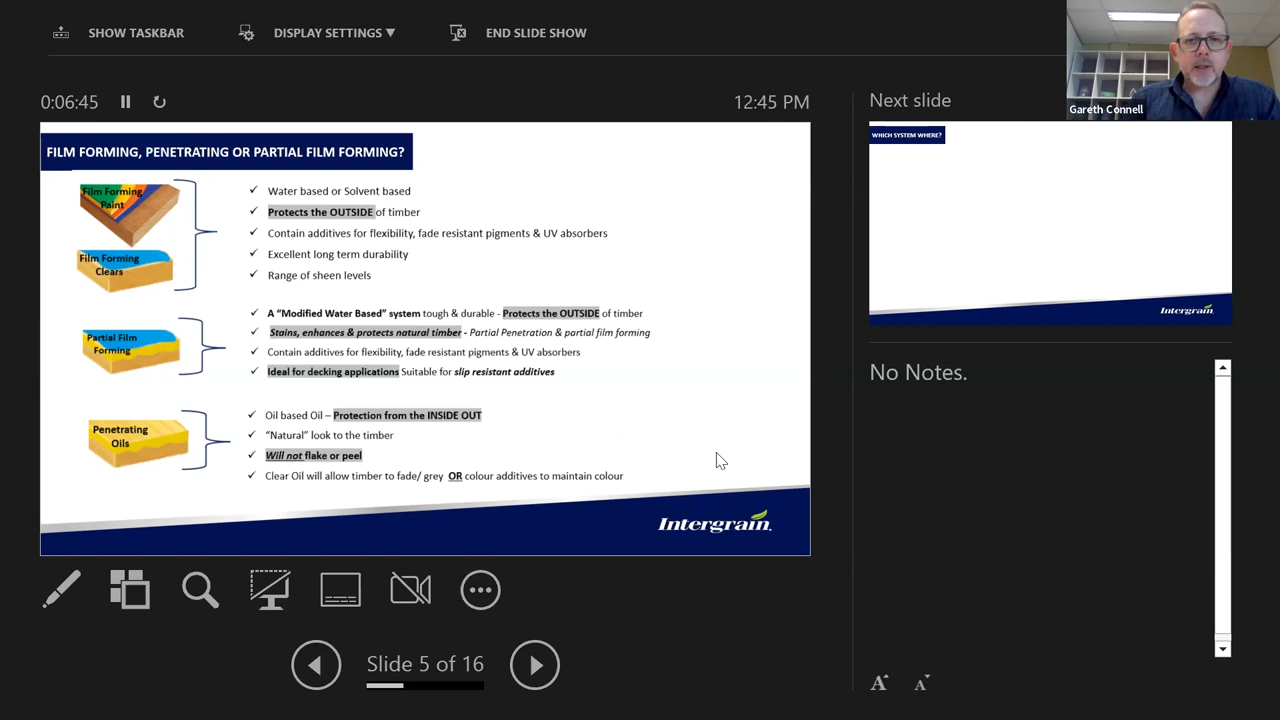 SHOW TASKBAR
DISPLAY SETTINGS ▼
END SLIDE SHOW
Gareth Connell
0:06:45
12:45 PM
FILM FORMING, PENETRATING OR PARTIAL FILM FORMING?
Film Forming
Paint
Film Forming
Clears
✓ Water based or Solvent based
✓ Protects the OUTSIDE of timber
✓ Contain additives for flexibility, fade resistant pigments & UV absorbers
✓ Excellent long term durability
✓ Range of sheen levels
Partial Film
Forming
✓ A “Modified Water Based” system tough & durable - Protects the OUTSIDE of timber
✓ Stains, enhances & protects natural timber - Partial Penetration & partial film forming
✓ Contain additives for flexibility, fade resistant pigments & UV absorbers
✓ Ideal for decking applications Suitable for slip resistant additives
Penetrating
Oils
✓ Oil based Oil – Protection from the INSIDE OUT
✓ “Natural” look to the timber
✓ Will not flake or peel
✓ Clear Oil will allow timber to fade/ grey OR colour additives to maintain colour
Intergrain
Slide 5 of 16
Next slide
WHICH SYSTEM WHERE?
Intergrain
No Notes.
A A